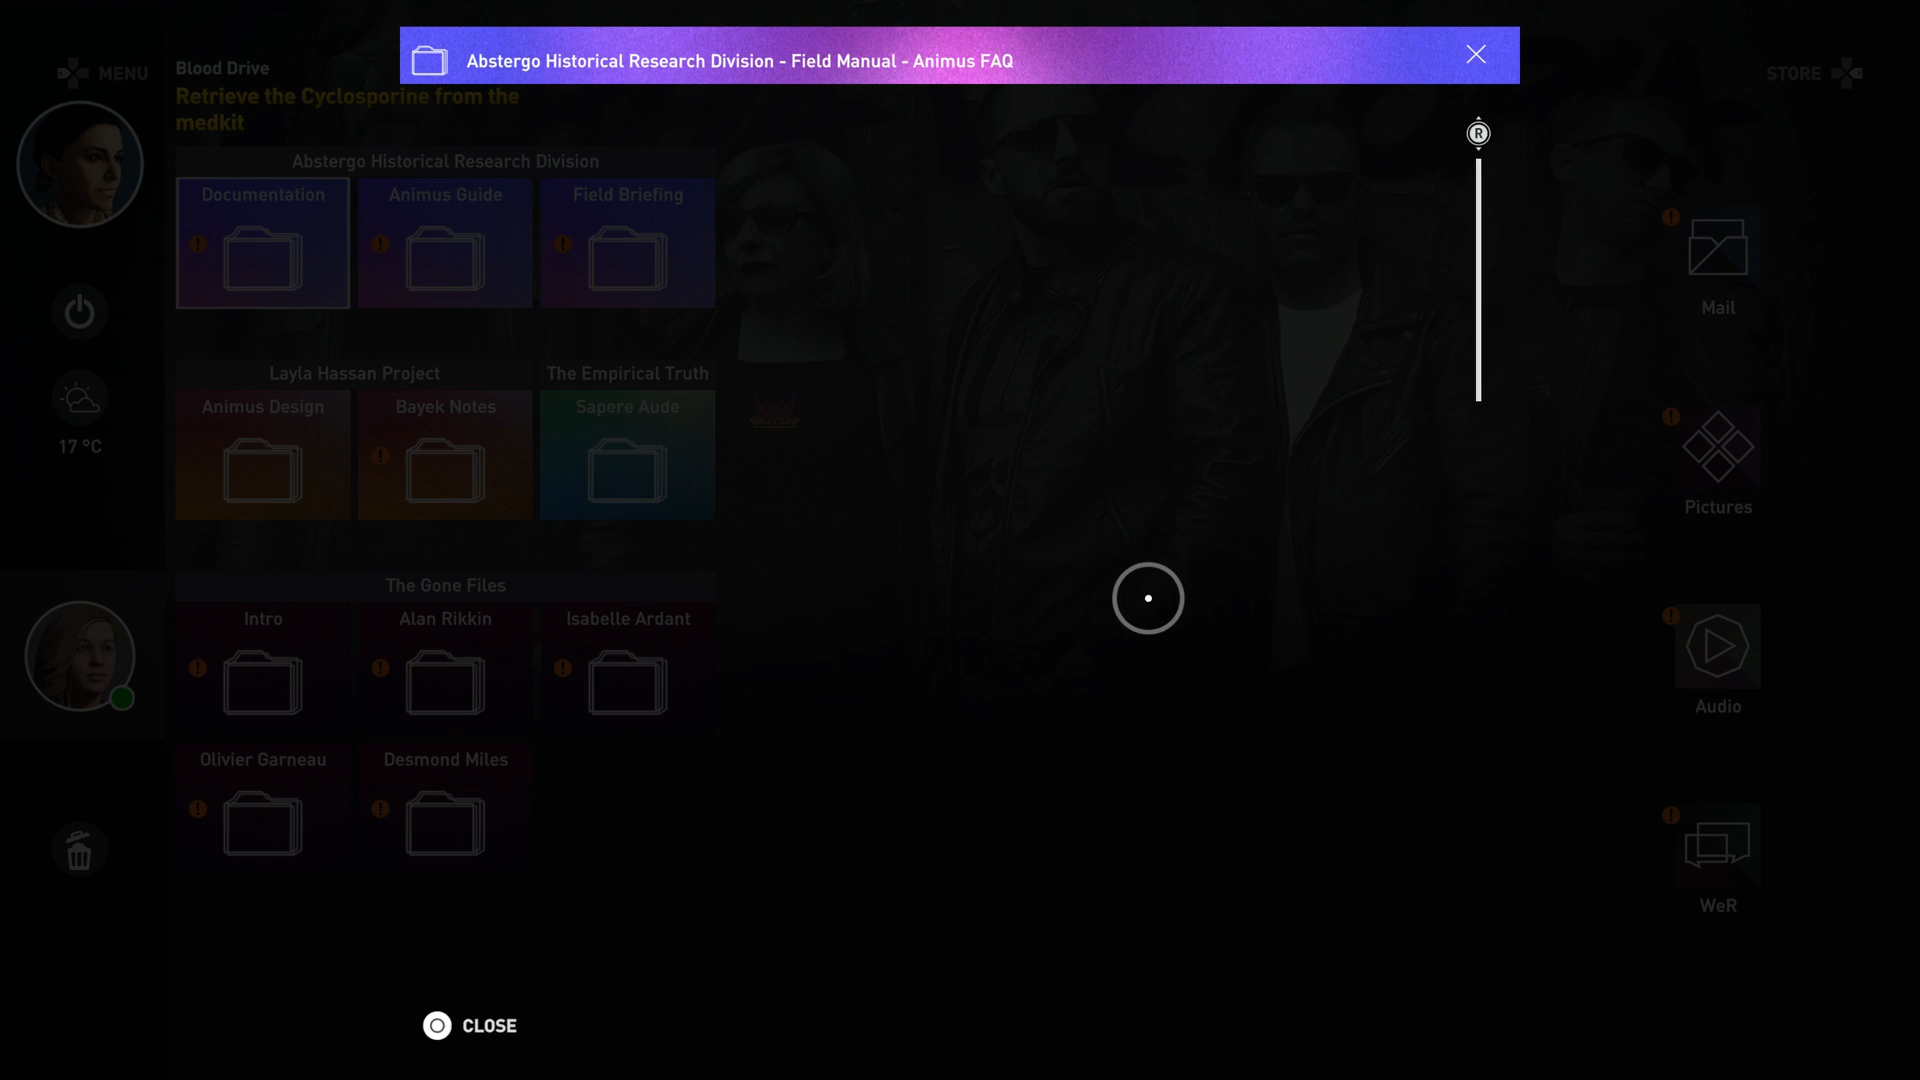 Abstergo Historical Research Division - Field Manual - Animus FAQ
MENU
Blood Drive
STORE
Retrieve the Cyclosporine from the
medkit
R
Abstergo Historical Research Division
Documentation
Animus Guide
Field Briefing
Mail
Layla Hassan Project
The Empirical Truth
Animus Design
Bayek Notes
Sapere Aude
17 °C
Pictures
The Gone Files
Intro
Alan Rikkin
Isabelle Ardant
Audio
Olivier Garneau
Desmond Miles
WeR
CLOSE